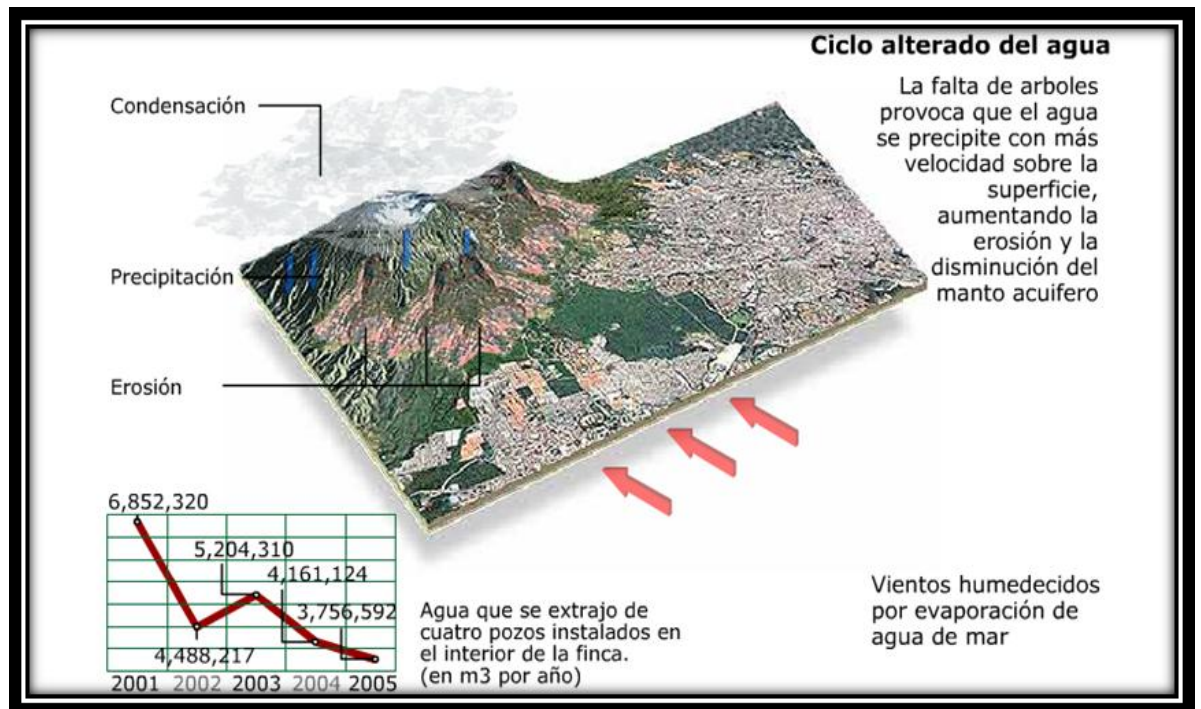 Ciclo alterado del agua
La falta de arboles
provoca que el agua
se precipite con más
velocidad sobre la
superficie,
aumentando la
erosión y la
disminución del
manto acuifero
Condensación
Precipitación
Erosión
6,852,320
5,204,310
4,161,124
3,756,592
4,488,217
2001 2002 2003 2004 2005
Agua que se extrajo de
cuatro pozos instalados en
el interior de la finca.
(en m3 por año)
Vientos humedecidos
por evaporación de
agua de mar